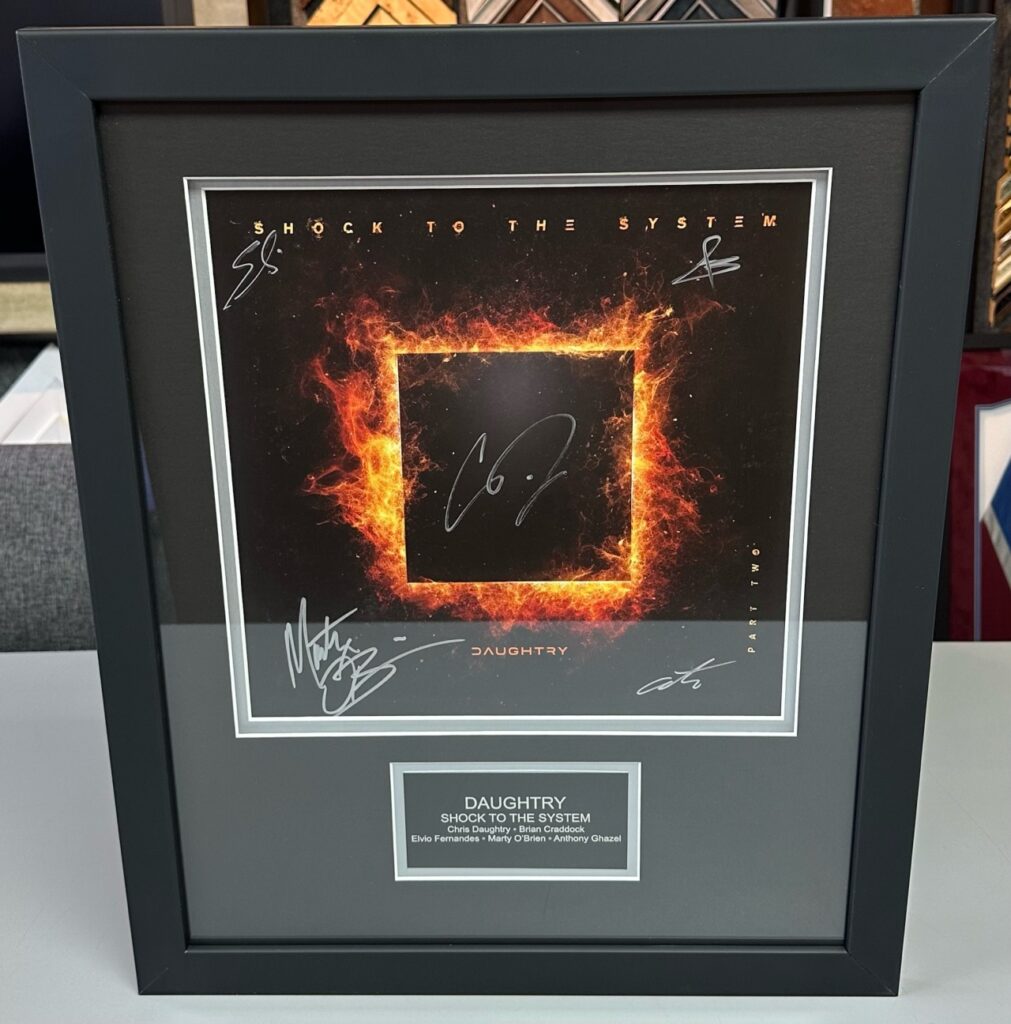 SHOCK TO THE SYSTEM
PART TWO
DAUGHTRY
DAUGHTRY
SHOCK TO THE SYSTEM
Chris Daughtry • Brian Craddock
Elvio Fernandes • Marty O'Brien • Anthony Ghazel